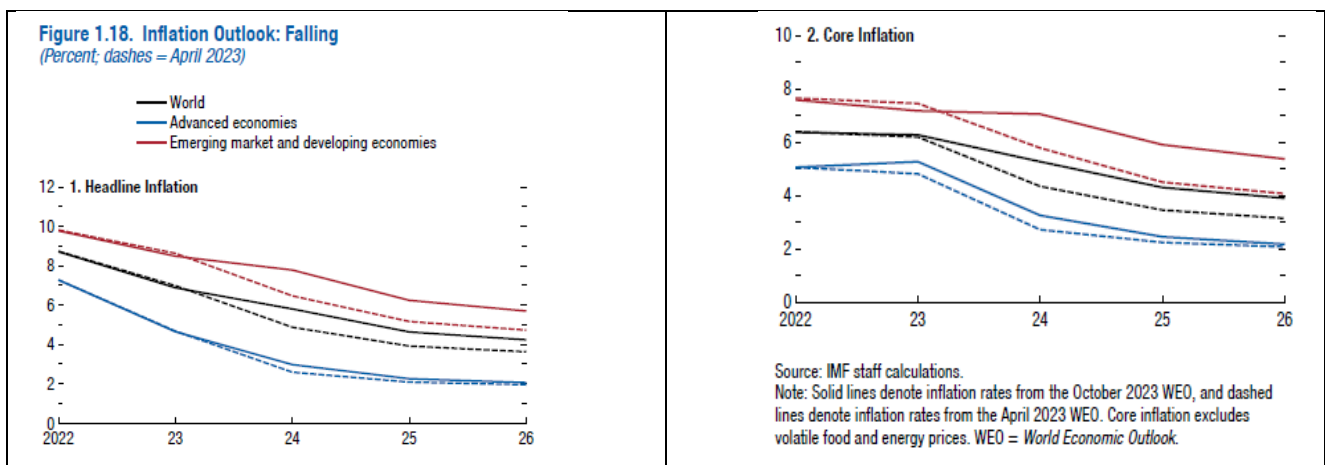 Figure 1.18. Inflation Outlook: Falling
(Percent; dashes = April 2023)
World
Advanced economies
Emerging market and developing economies
12 - 1. Headline Inflation
10
8
6
4
2
0
2022 23 24 25 26
10 - 2. Core Inflation
8
6
4
2
0
2022 23 24 25 26
Source: IMF staff calculations.
Note: Solid lines denote inflation rates from the October 2023 WEO, and dashed
lines denote inflation rates from the April 2023 WEO. Core inflation excludes
volatile food and energy prices. WEO = World Economic Outlook.